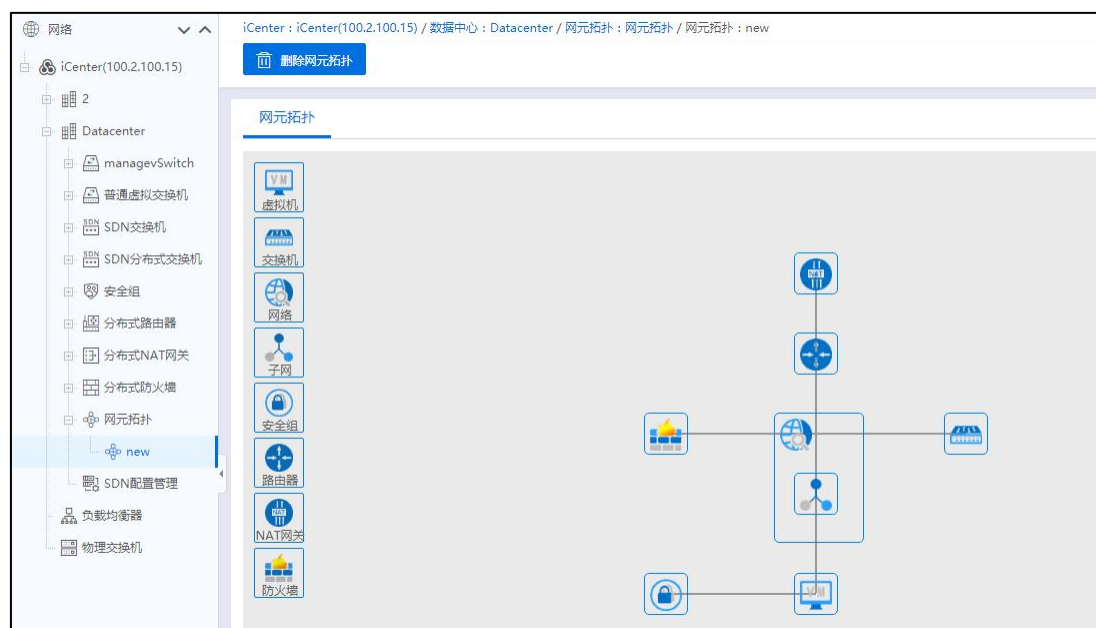 网络
iCenter(100.2.100.15)
2
Datacenter
managevSwitch
普通虚拟交换机
SDN交换机
SDN分布式交换机
安全组
分布式路由器
分布式NAT网关
分布式防火墙
网元拓扑
new
SDN配置管理
负载均衡器
物理交换机
iCenter：iCenter(100.2.100.15) / 数据中心：Datacenter / 网元拓扑：网元拓扑 / 网元拓扑：new
删除网元拓扑
网元拓扑
VM
虚拟机
交换机
网络
子网
安全组
路由器
NAT
NAT网关
防火墙
NAT
VM